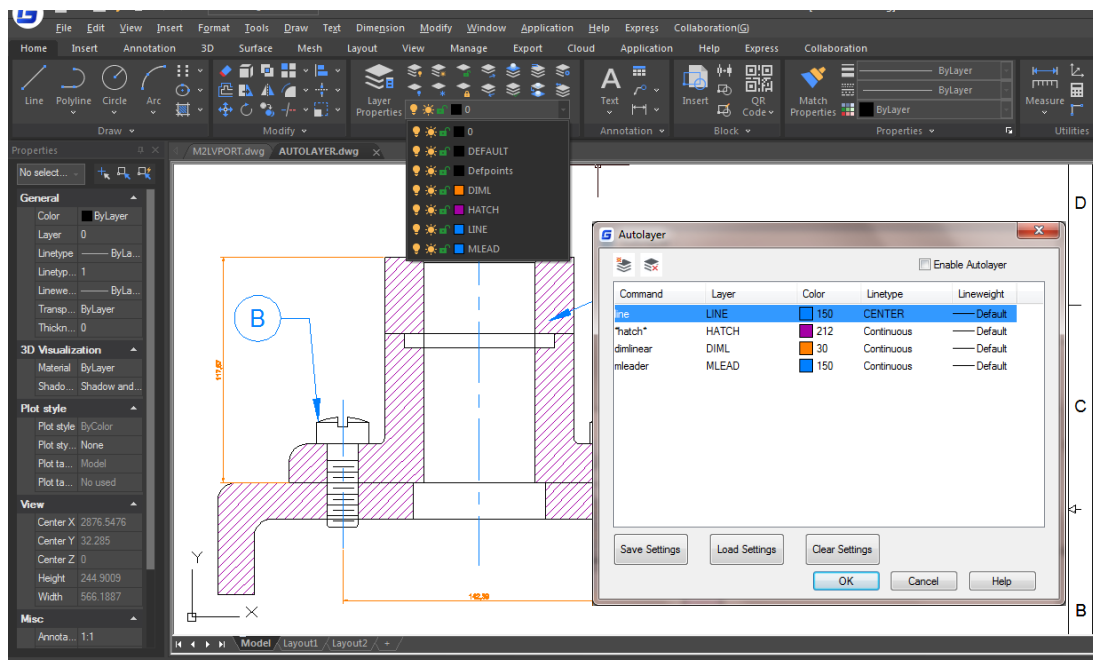 File Edit View Insert Format Tools Draw Text Dimension Modify Window Application Help Express Collaboration(G)
Home Insert Annotation 3D Surface Mesh Layout View Manage Export Cloud Application Help Express Collaboration
Line Polyline Circle Arc
Draw
Modify
Layer Properties
0
Text
Annotation
Insert
QR Code
Block
Match Properties
ByLayer
ByLayer
ByLayer
Properties
Measure
Utilities
Properties
No select...
General
Color ByLayer
Layer 0
Linetype ByLa...
Linetyp... 1
Linewe... ByLa...
Transp... ByLayer
Thickn... 0
3D Visualization
Material ByLayer
Shado... Shadow and...
Plot style
Plot style ByColor
Plot sty... None
Plot ta... Model
Plot ta... No used
View
Center X 2876.5476
Center Y 32.285
Center Z 0
Height 244.9009
Width 566.1887
Misc
Annota... 1:1
M2LVPORT.dwg AUTOLAYER.dwg
0
DEFAULT
Defpoints
DIML
HATCH
LINE
MLEAD
B
142,39
Y
X
D
C
B
Autolayer
Enable Autolayer
Command Layer Color Linetype Lineweight
line LINE 150 CENTER Default
*hatch* HATCH 212 Continuous Default
dimlinear DIML 30 Continuous Default
mleader MLEAD 150 Continuous Default
Save Settings Load Settings Clear Settings
OK Cancel Help
Model Layout1 Layout2 +